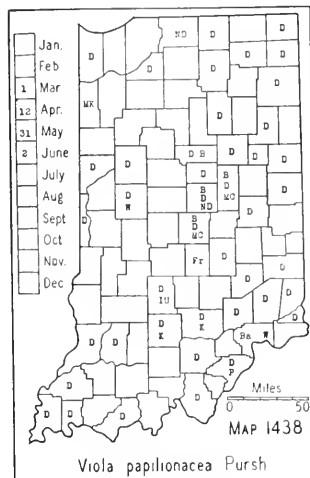 Jan.
Feb
1 Mar
12 Apr.
31 May
2 June
July
Aug
Sept
Oct
Nov.
Dec
ND D D D
D D D D
D D
MK D D
D D
D B D D
D D D B D
D W B D ND D MC D
D B D MC D
Fr D D
D IU D D D
D D D K D K Ba W
D D P
D D D D
Miles
0 50
MAP 1438
Viola papilionacea Pursh